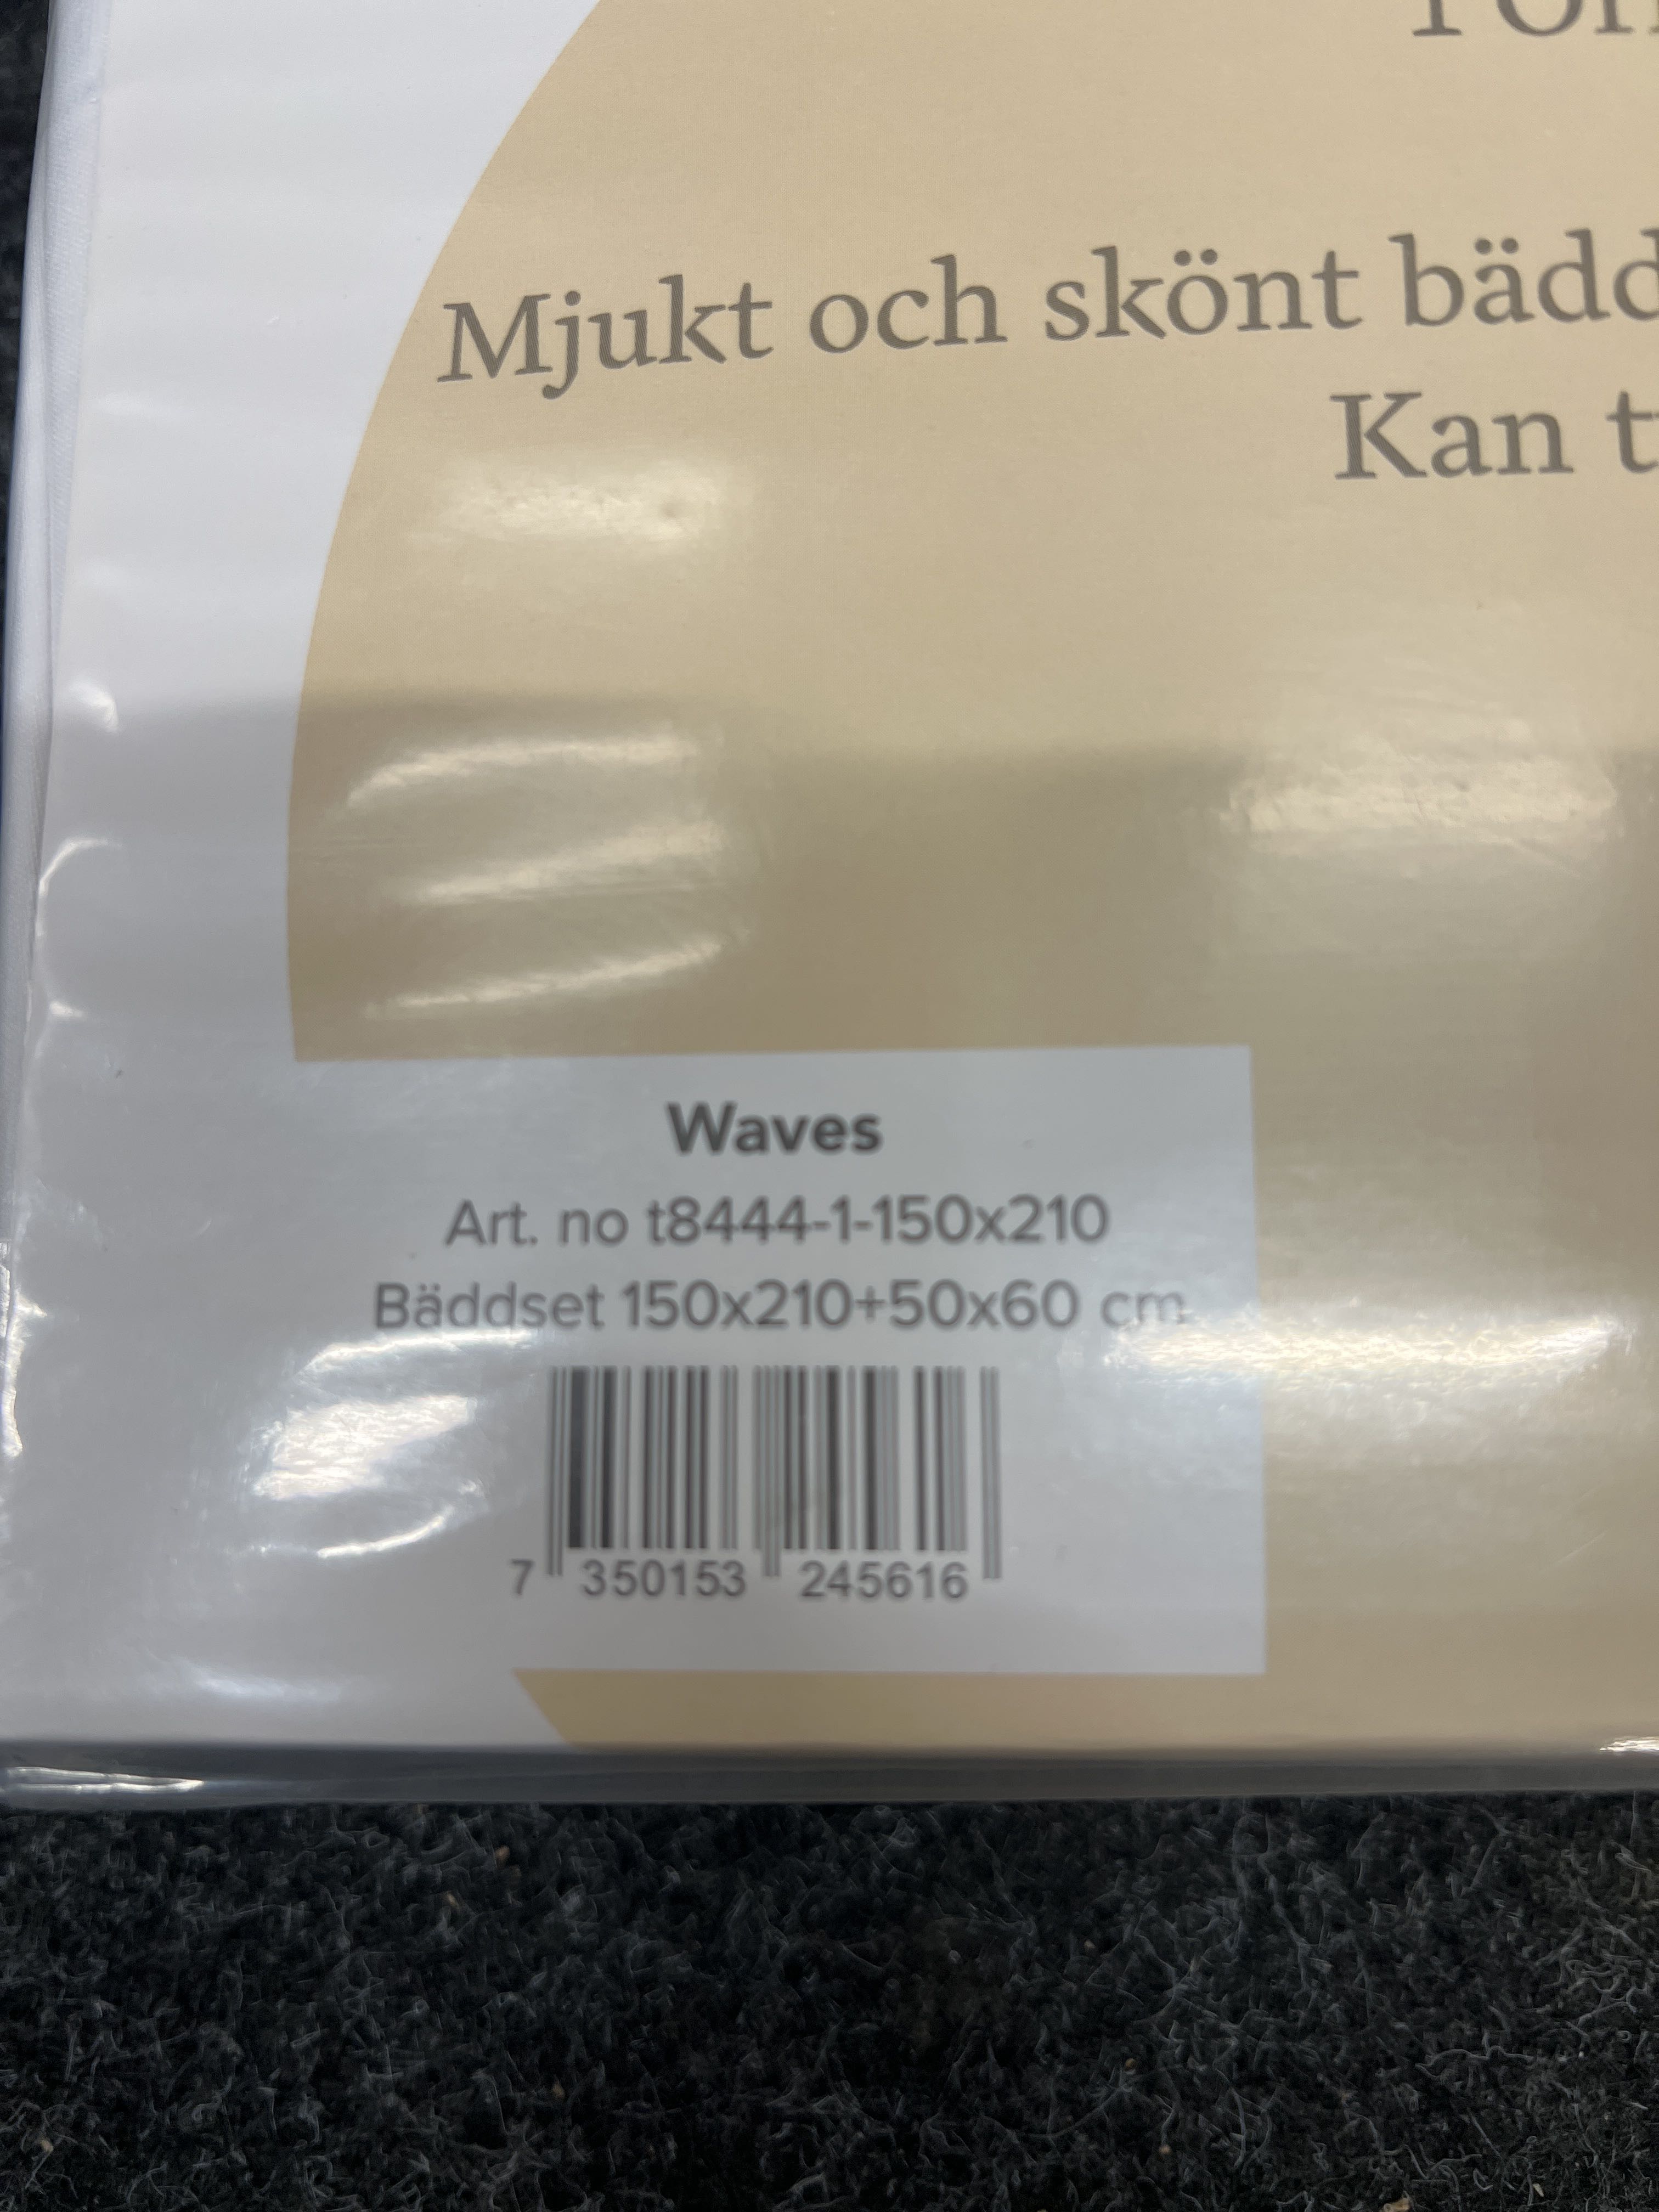 Mjukt och skönt bädd
Kan t
Waves
Art. no t8444-1-150x210
Bäddset 150x210+50x60 cm
7 350153 245616